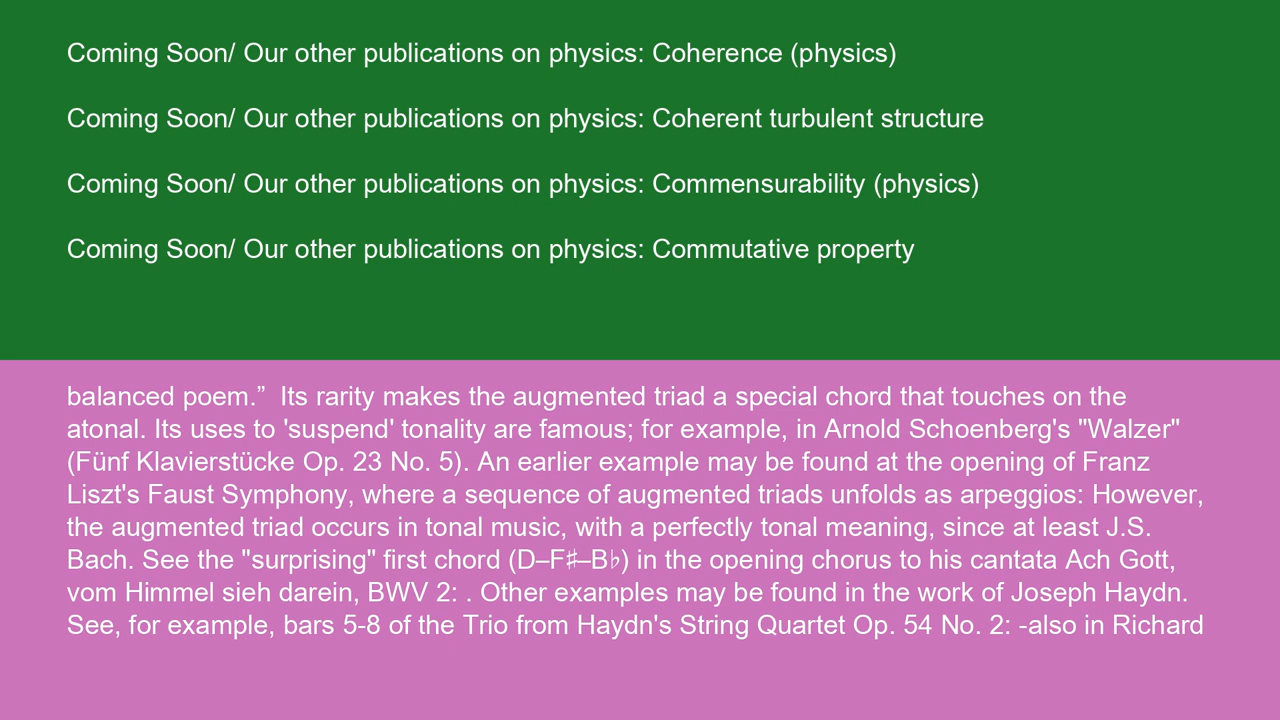 Coming Soon/ Our other publications on physics: Coherence (physics)
Coming Soon/ Our other publications on physics: Coherent turbulent structure
Coming Soon/ Our other publications on physics: Commensurability (physics)
Coming Soon/ Our other publications on physics: Commutative property
balanced poem.”  Its rarity makes the augmented triad a special chord that touches on the
atonal. Its uses to 'suspend' tonality are famous; for example, in Arnold Schoenberg's "Walzer"
(Fünf Klavierstücke Op. 23 No. 5). An earlier example may be found at the opening of Franz
Liszt's Faust Symphony, where a sequence of augmented triads unfolds as arpeggios: However,
the augmented triad occurs in tonal music, with a perfectly tonal meaning, since at least J.S.
Bach. See the "surprising" first chord (D–F♯–B♭) in the opening chorus to his cantata Ach Gott,
vom Himmel sieh darein, BWV 2: . Other examples may be found in the work of Joseph Haydn.
See, for example, bars 5-8 of the Trio from Haydn's String Quartet Op. 54 No. 2: -also in Richard